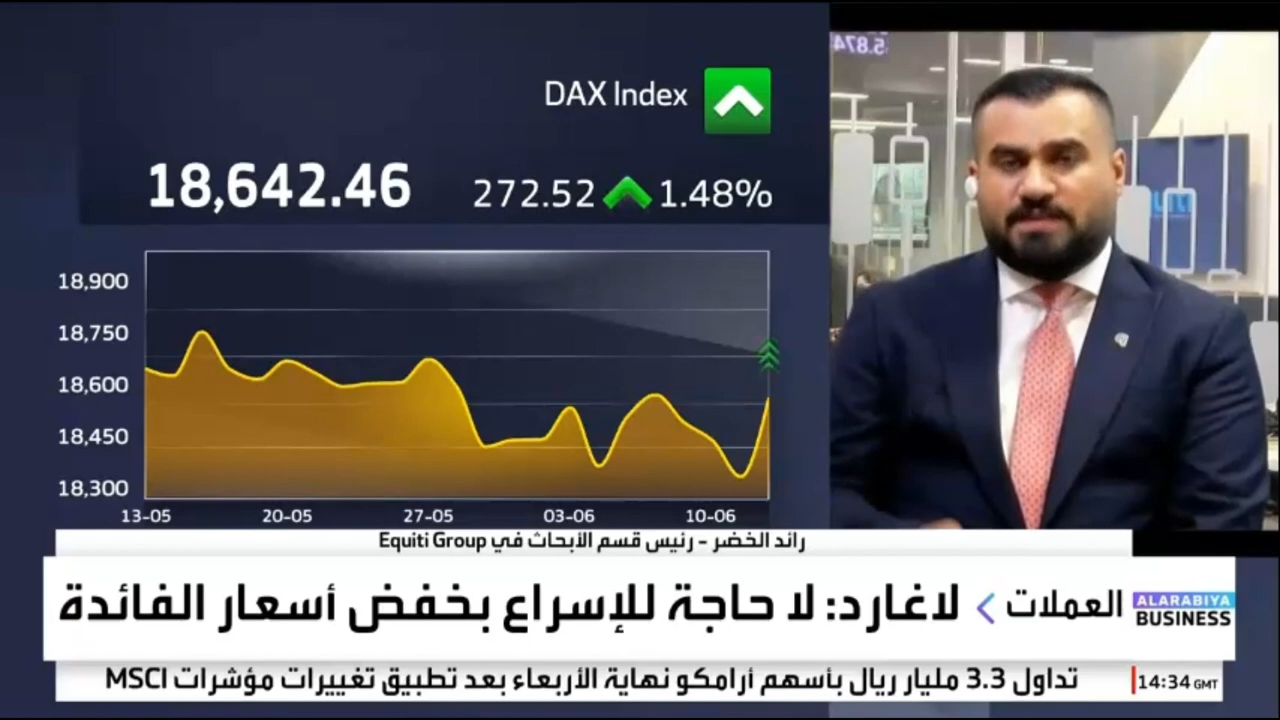 5.874
DAX Index
18,642.46
272.52 1.48%
18,900
18,750
18,600
18,450
18,300
13-05 20-05 27-05 03-06 10-06
رائد الخضر - رئيس قسم الأبحاث في Equiti Group
العملات > لاغارد: لا حاجة للإسراع بخفض أسعار الفائدة
ALARABIYA
BUSINESS
تداول 3.3 مليار ريال بأسهم أرامكو نهاية الأربعاء بعد تطبيق تغييرات مؤشرات MSCI
14:34 GMT